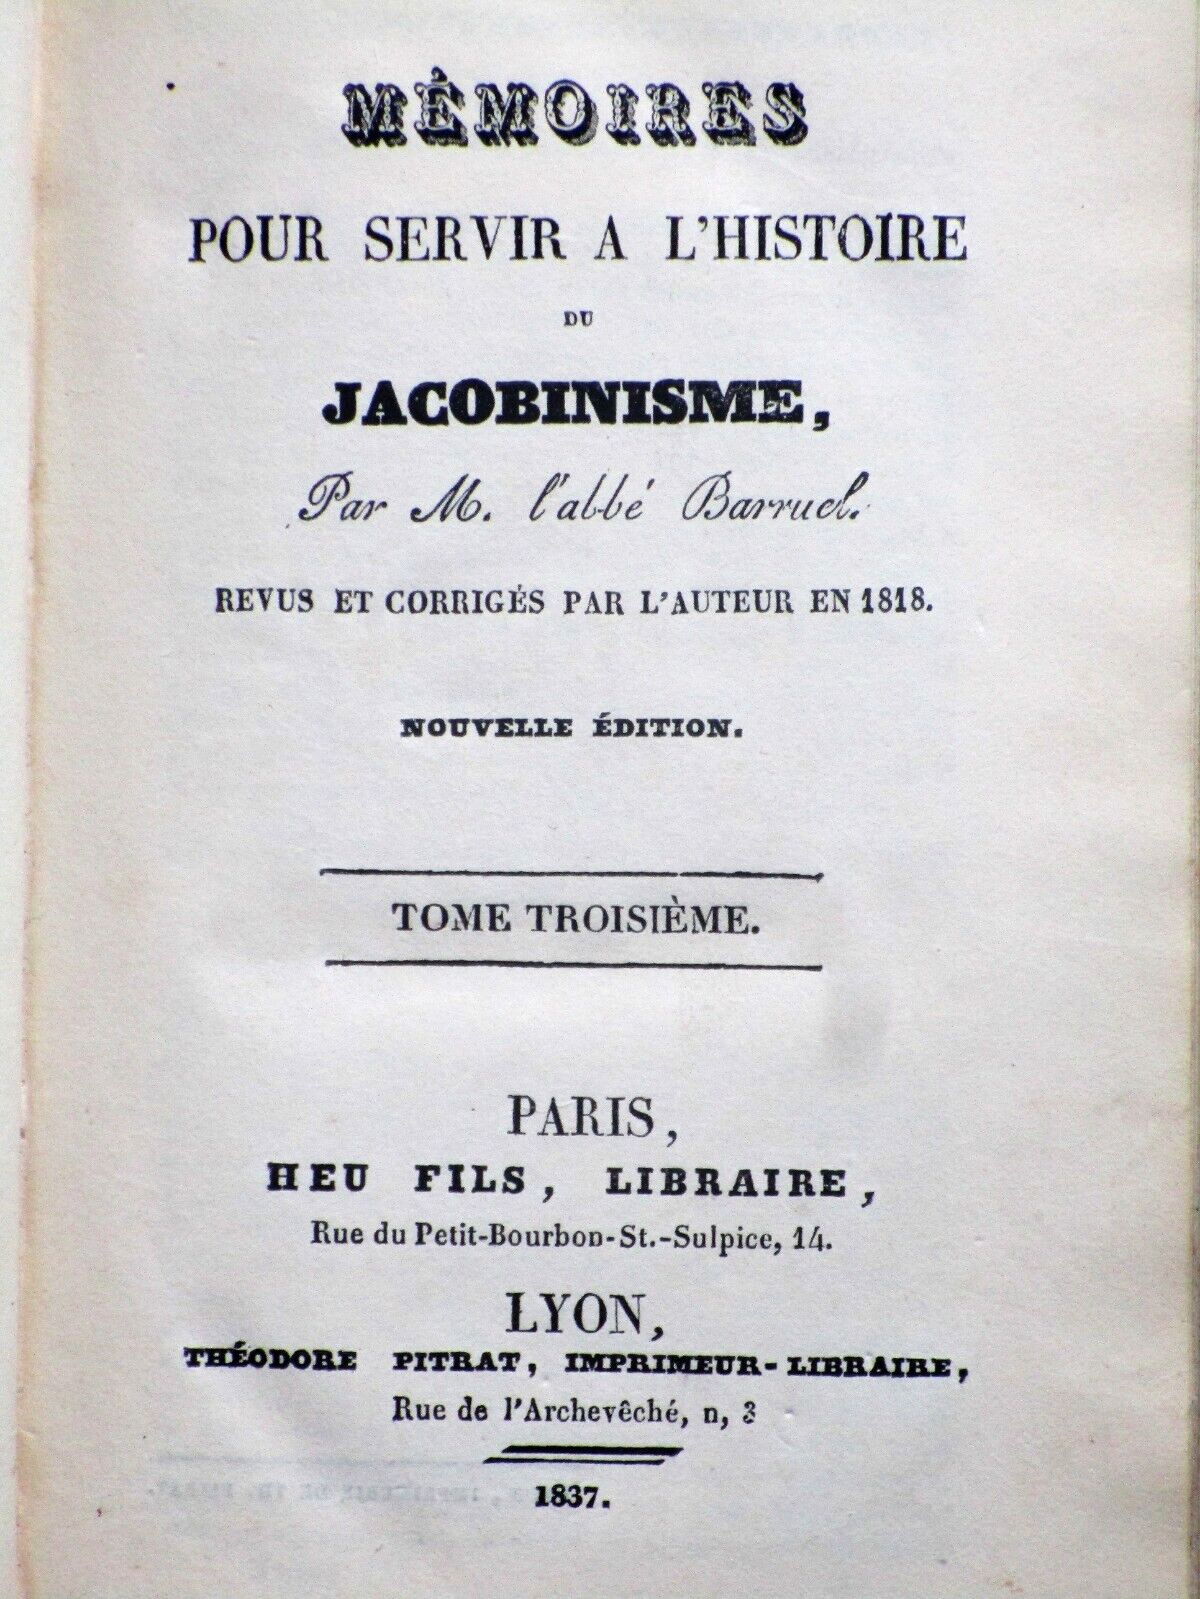 MÉMOIRES
POUR SERVIR A L'HISTOIRE
DU
JACOBINISME,
Par M. l'abbé Barruel.
REVUS ET CORRIGÉS PAR L'AUTEUR EN 1818.
NOUVELLE ÉDITION.
TOME TROISIÈME.
PARIS,
HEU FILS, LIBRAIRE,
Rue du Petit-Bourbon-St.-Sulpice, 14.
LYON,
THÉODORE PITRAT, IMPRIMEUR-LIBRAIRE,
Rue de l'Archevêché, n, 3
1837.